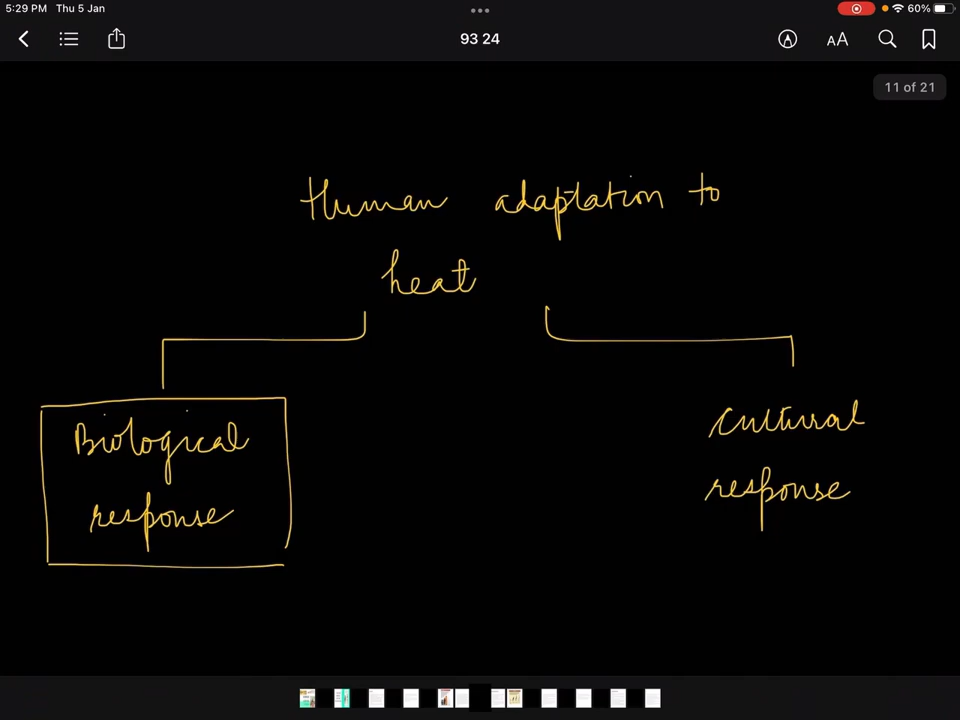 5:29 PM Thu 5 Jan
60%
93 24
AA
11 of 21
Human adaptation to
heat
Biological
response
Cultural
response